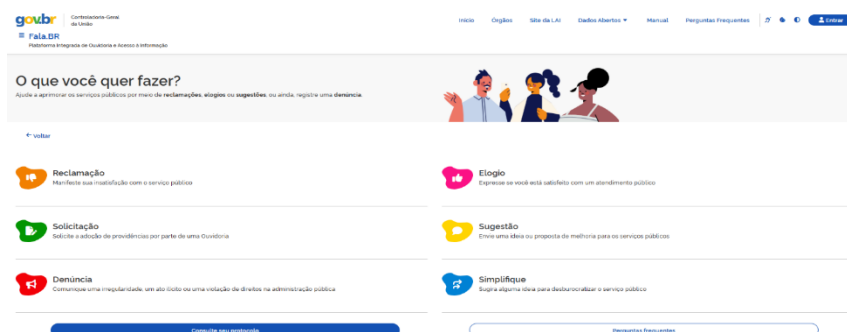 gov.br
Controladoria-Geral
da União
Início Órgãos Site da LAI Dados Abertos Manual Perguntas Frequentes Entrar
Fala.BR
Plataforma Integrada de Ouvidoria e Acesso à Informação
O que você quer fazer?
Ajude a aprimorar os serviços públicos por meio de reclamações, elogios ou sugestões, ou ainda, registre uma denúncia.
Voltar
Reclamação
Manifeste sua insatisfação com o serviço público
Elogio
Expresse se você está satisfeito com um atendimento público
Solicitação
Solicite a adoção de providências por parte de uma Ouvidoria
Sugestão
Envie uma ideia ou proposta de melhoria para os serviços públicos
Denúncia
Comunique uma irregularidade, um ato ilícito ou uma violação de direitos na administração pública
Simplifique
Sugira alguma ideia para desburocratizar o serviço público
Consulte seu protocolo
Perguntas frequentes